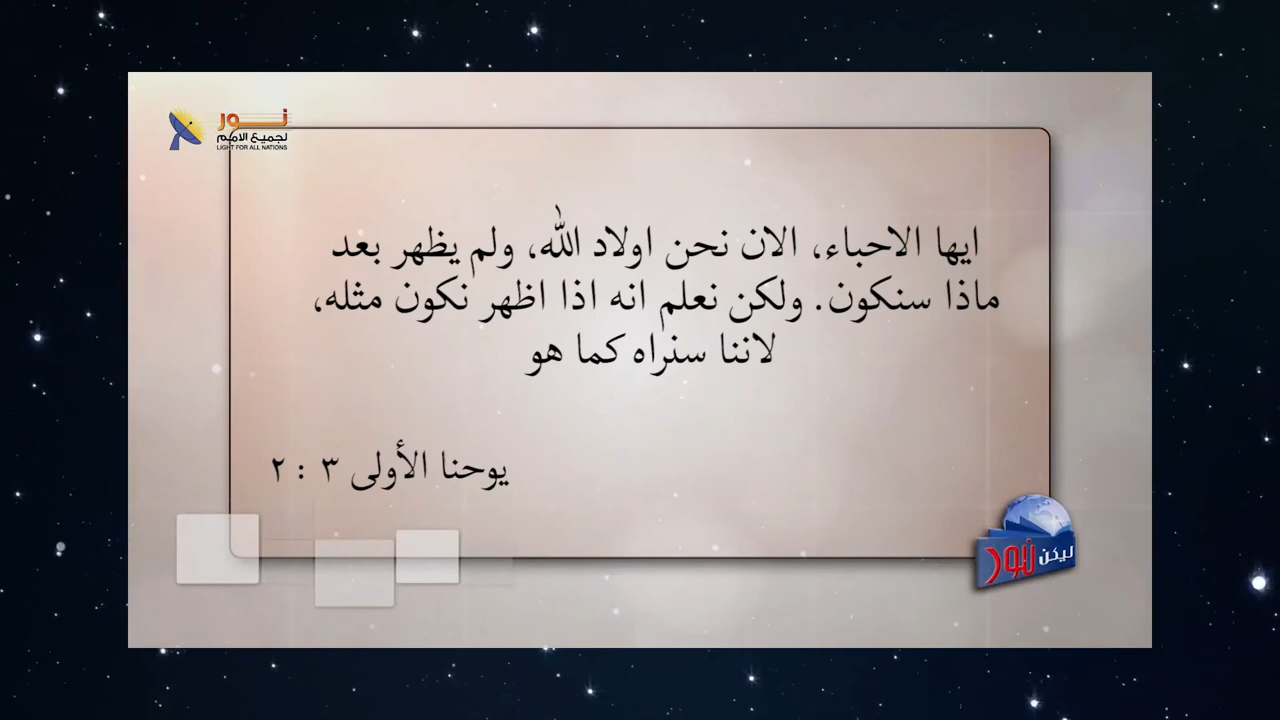 نور
لجميع الامم
LIGHT FOR ALL NATIONS
ايها الاحباء، الان نحن اولاد الله، ولم يظهر بعد
ماذا سنكون. ولكن نعلم انه اذا اظهر نكون مثله،
لاننا سنراه كما هو
يوحنا الأولى ٣ : ٢
ليكن نور